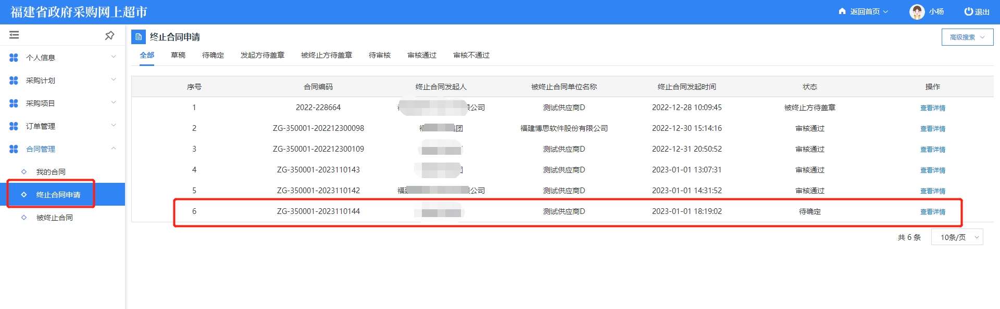 福建省政府采购网上超市
返回首页 小杨 退出
终止合同申请 高级搜索
个人信息
采购计划
采购项目
订单管理
合同管理
我的合同
终止合同申请
被终止合同
全部 草稿 待确定 发起方待盖章 被终止方待盖章 待审核 审核通过 审核不通过
序号 合同编码 终止合同发起人 被终止合同单位名称 终止合同发起时间 状态 操作
1 2022-228664 公司 测试供应商D 2022-12-28 10:09:45 被终止方待盖章 查看详情
2 ZG-350001-202212300098 福 团 福建博思软件股份有限公司 2022-12-30 15:14:16 审核通过 查看详情
3 ZG-350001-202212300109 测试供应商D 2022-12-31 20:50:52 审核通过 查看详情
4 ZG-350001-2023110143 测试供应商D 2023-01-01 13:07:31 审核通过 查看详情
5 ZG-350001-2023110142 福 公司 测试供应商D 2023-01-01 14:31:52 审核通过 查看详情
6 ZG-350001-2023110144 测试供应商D 2023-01-01 18:19:02 待确定 查看详情
共 6 条 10条/页